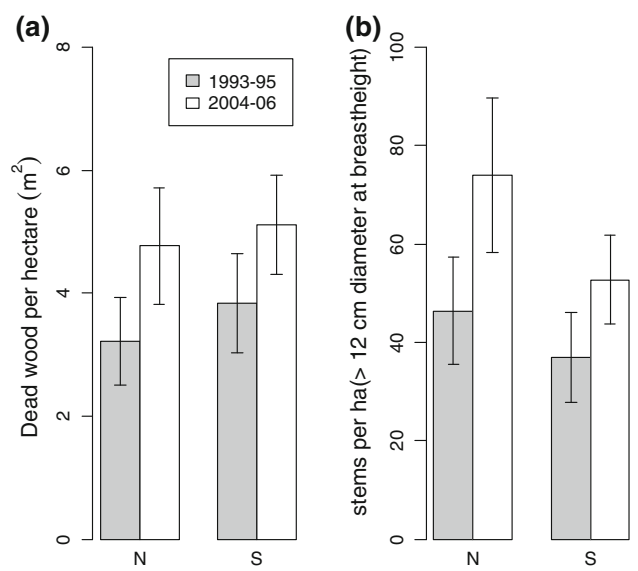 (a)
Dead wood per hectare (m²)
8
6
4
2
0
1993-95
2004-06
N
S
(b)
stems per ha(> 12 cm diameter at breastheight)
100
80
60
40
20
0
N
S